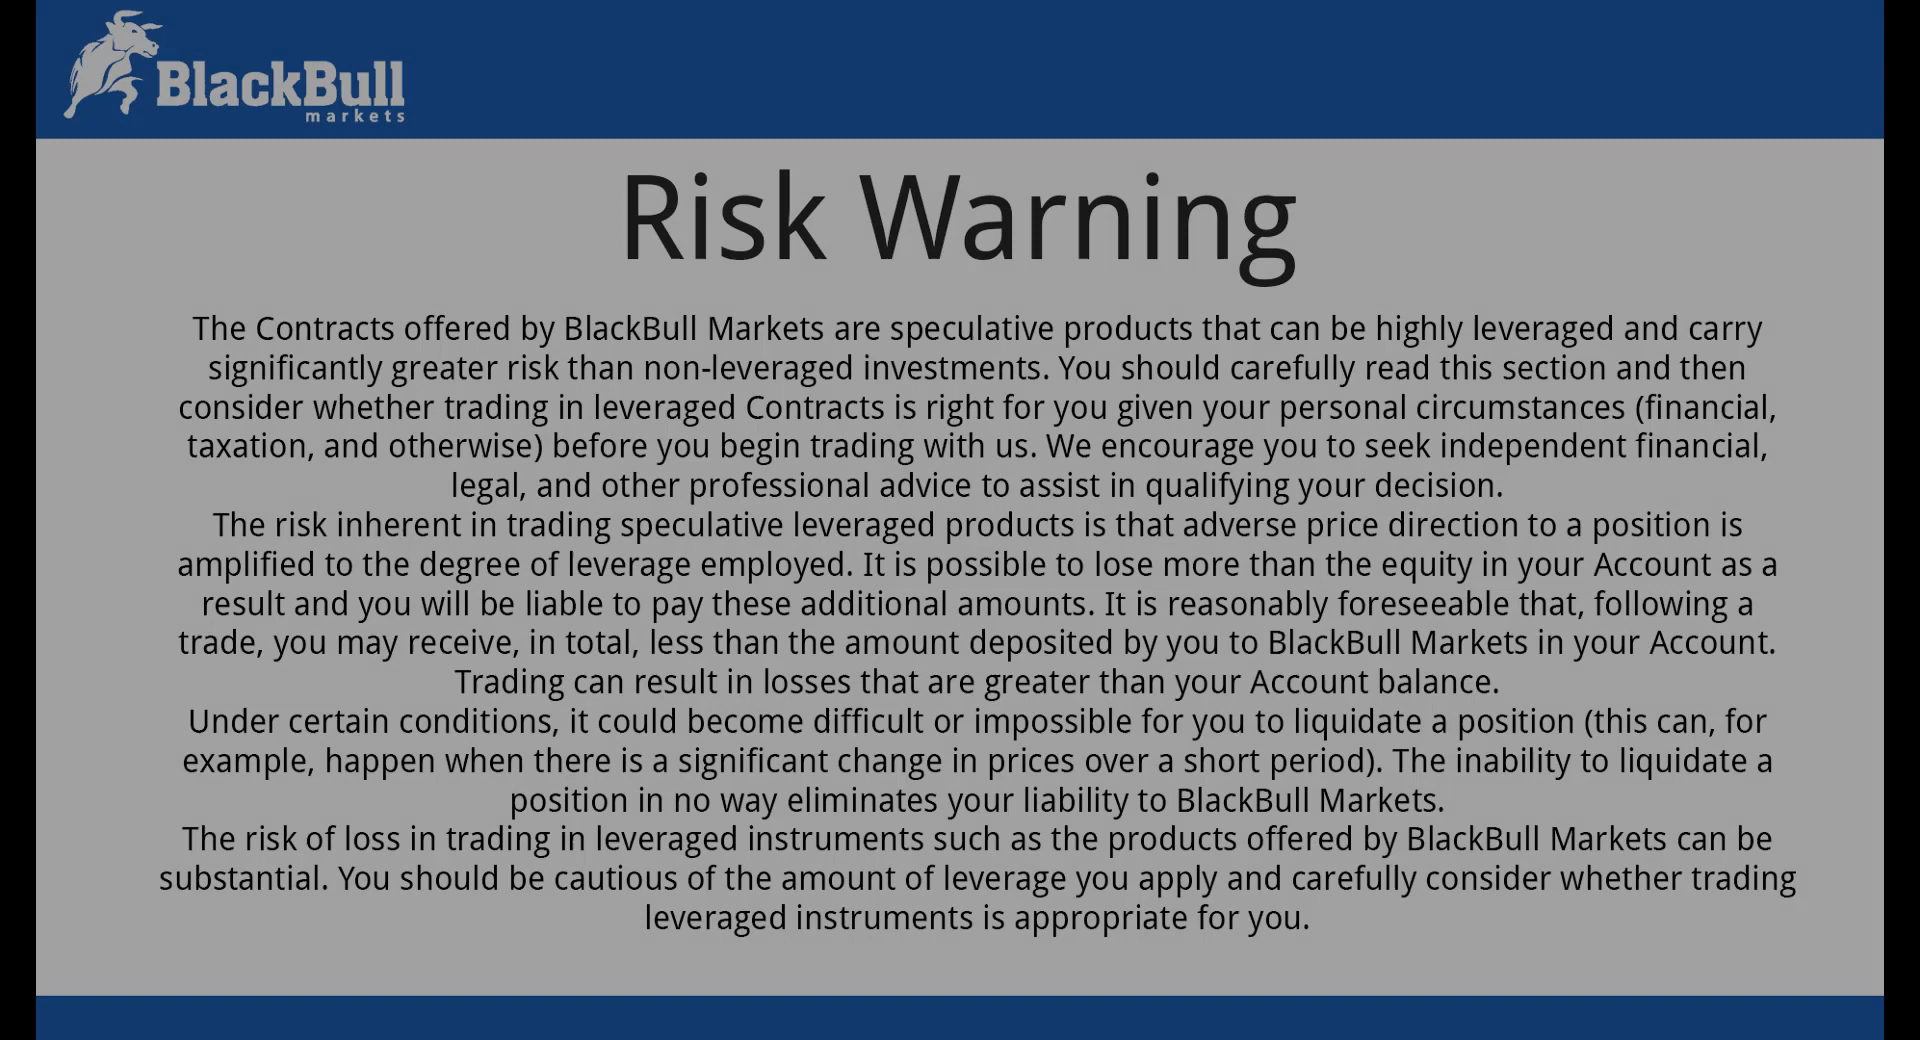 BlackBull
markets
Risk Warning
The Contracts offered by BlackBull Markets are speculative products that can be highly leveraged and carry
significantly greater risk than non-leveraged investments. You should carefully read this section and then
consider whether trading in leveraged Contracts is right for you given your personal circumstances (financial,
taxation, and otherwise) before you begin trading with us. We encourage you to seek independent financial,
legal, and other professional advice to assist in qualifying your decision.
The risk inherent in trading speculative leveraged products is that adverse price direction to a position is
amplified to the degree of leverage employed. It is possible to lose more than the equity in your Account as a
result and you will be liable to pay these additional amounts. It is reasonably foreseeable that, following a
trade, you may receive, in total, less than the amount deposited by you to BlackBull Markets in your Account.
Trading can result in losses that are greater than your Account balance.
Under certain conditions, it could become difficult or impossible for you to liquidate a position (this can, for
example, happen when there is a significant change in prices over a short period). The inability to liquidate a
position in no way eliminates your liability to BlackBull Markets.
The risk of loss in trading in leveraged instruments such as the products offered by BlackBull Markets can be
substantial. You should be cautious of the amount of leverage you apply and carefully consider whether trading
leveraged instruments is appropriate for you.